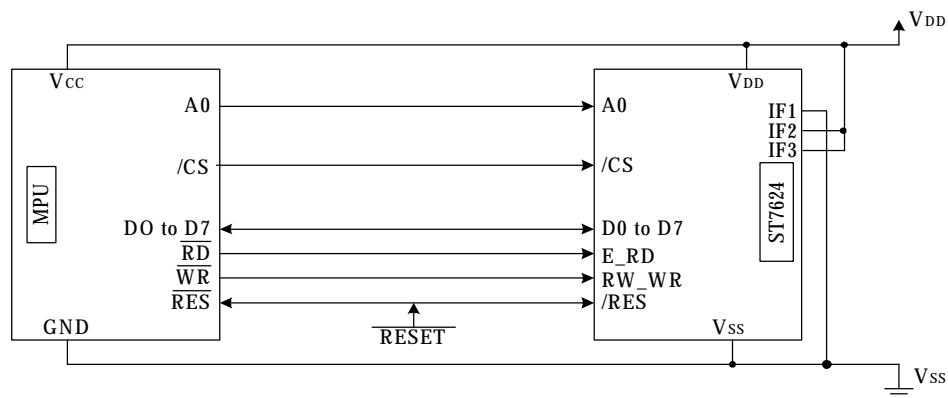 VDD
VCC
VDD
A0
A0
IF1
IF2
IF3
/CS
/CS
MPU
ST7624
DO to D7
D0 to D7
RD
E_RD
WR
RW_WR
RES
/RES
GND
RESET
VSS
VSS